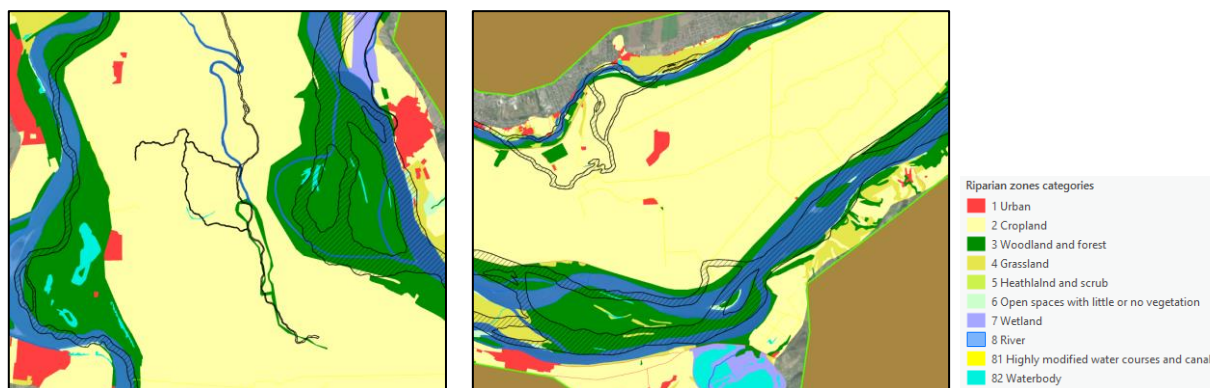 Riparian zones categories
1 Urban
2 Cropland
3 Woodland and forest
4 Grassland
5 Heathlalnd and scrub
6 Open spaces with little or no vegetation
7 Wetland
8 River
81 Highly modified water courses and canal
82 Waterbody